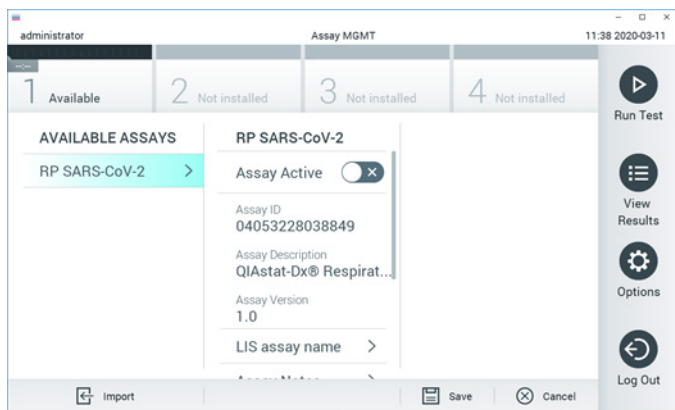 administrator Assay MGMT 11:38 2020-03-11
1 Available 2 Not installed 3 Not installed 4 Not installed
Run Test
AVAILABLE ASSAYS
RP SARS-CoV-2
RP SARS-CoV-2
Assay Active
Assay ID
04053228038849
Assay Description
QIAstat-Dx® Respirat...
Assay Version
1.0
LIS assay name
View
Results
Options
Log Out
Import Save Cancel